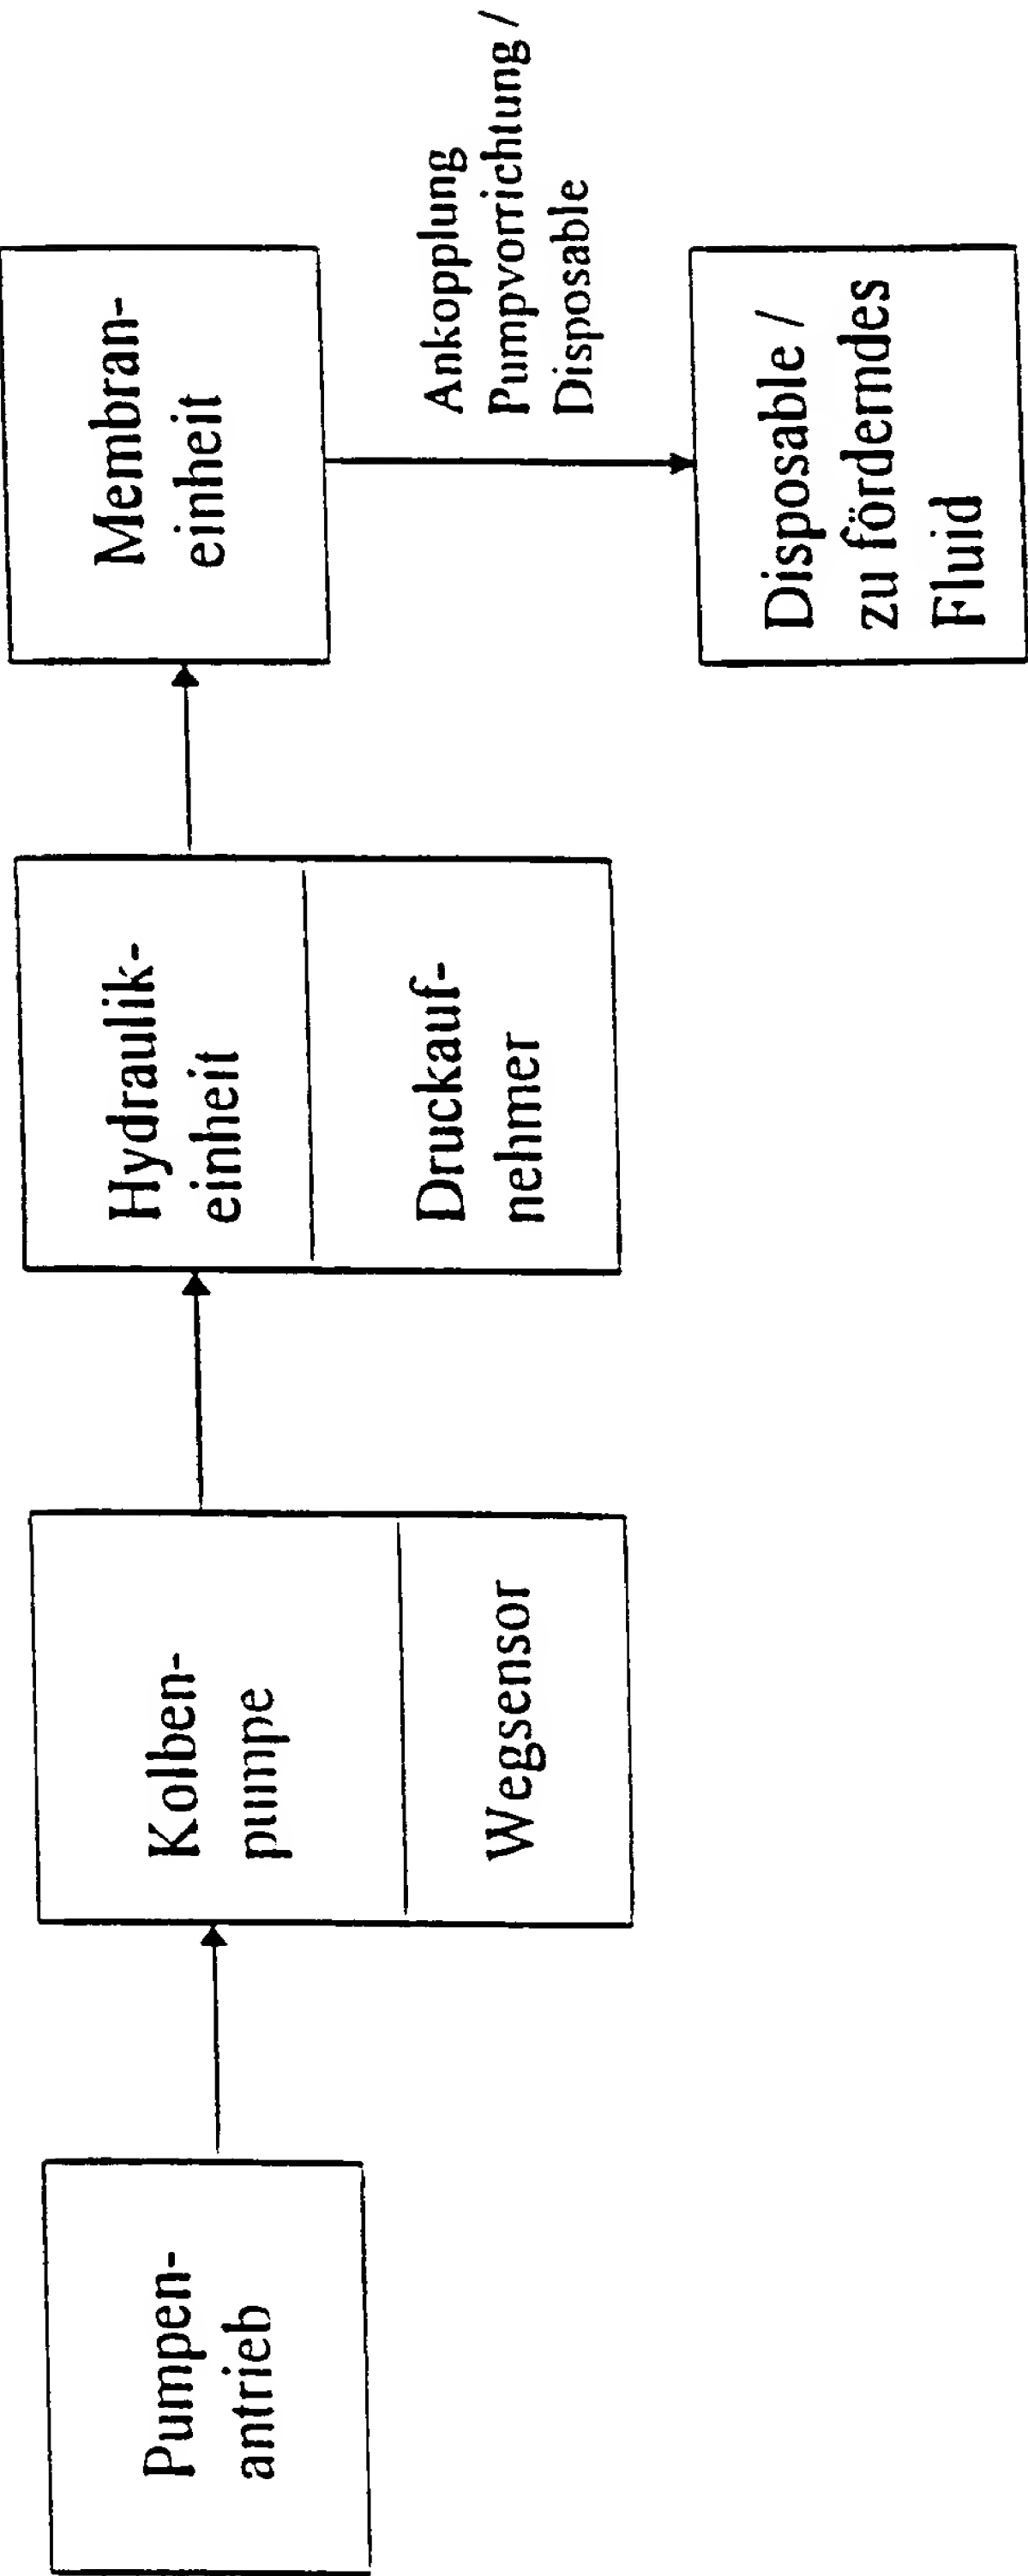 Pumpen-
antrieb
Kolben-
pumpe
Wegsensor
Hydraulik-
einheit
Druckauf-
nehmer
Membran-
einheit
Ankopplung
Pumpvorrichtung /
Disposable
Disposable /
zu förderndes
Fluid